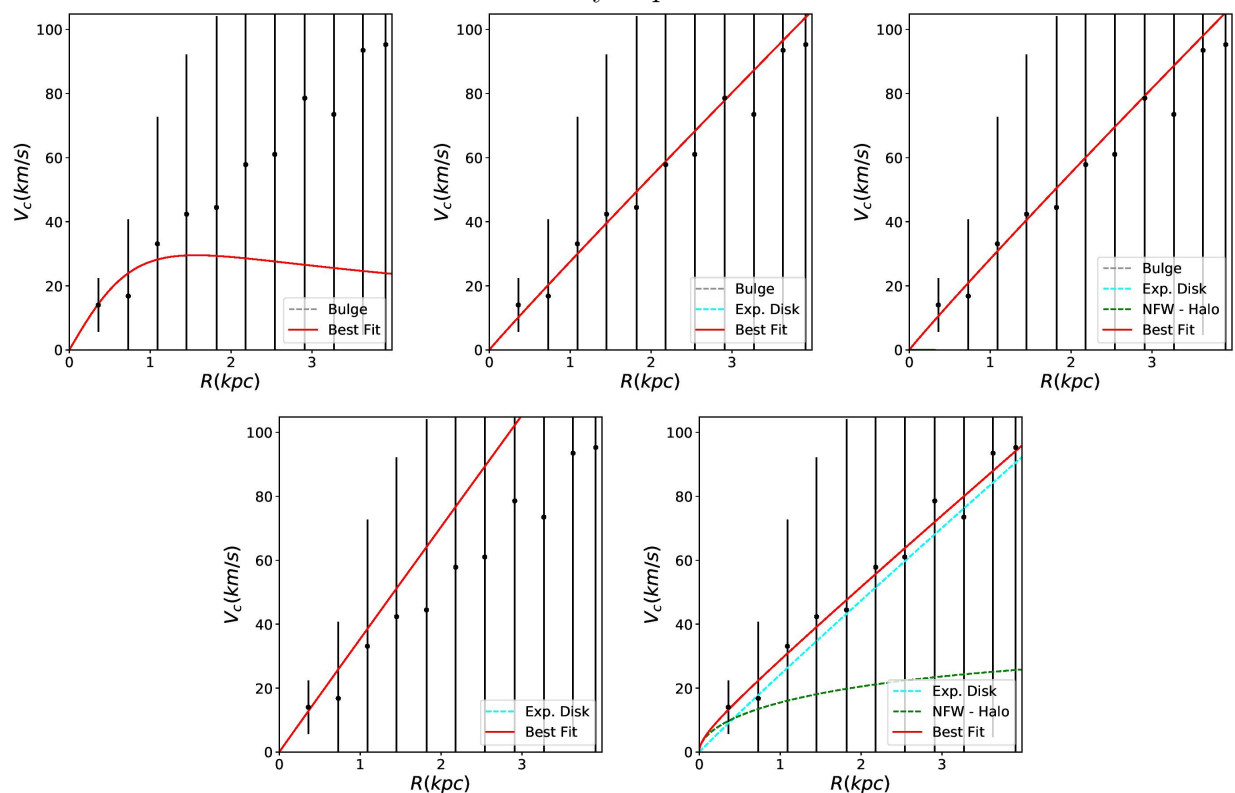 100
80
60
40
20
0
V_c(km/s)
0 1 2 3
R(kpc)
Bulge
Best Fit
100
80
60
40
20
0
V_c(km/s)
0 1 2 3
R(kpc)
Bulge
Exp. Disk
Best Fit
100
80
60
40
20
0
V_c(km/s)
0 1 2 3
R(kpc)
Bulge
Exp. Disk
NFW - Halo
Best Fit
100
80
60
40
20
0
V_c(km/s)
0 1 2 3
R(kpc)
Exp. Disk
Best Fit
100
80
60
40
20
0
V_c(km/s)
0 1 2 3
R(kpc)
Exp. Disk
NFW - Halo
Best Fit